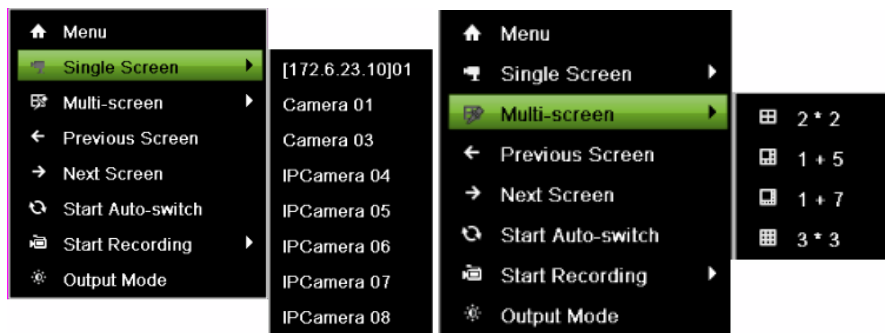 Menu
Single Screen
Multi-screen
Previous Screen
Next Screen
Start Auto-switch
Start Recording
Output Mode
[172.6.23.10]01
Camera 01
Camera 03
IPCamera 04
IPCamera 05
IPCamera 06
IPCamera 07
IPCamera 08
Menu
Single Screen
Multi-screen
Previous Screen
Next Screen
Start Auto-switch
Start Recording
Output Mode
2 * 2
1 + 5
1 + 7
3 * 3